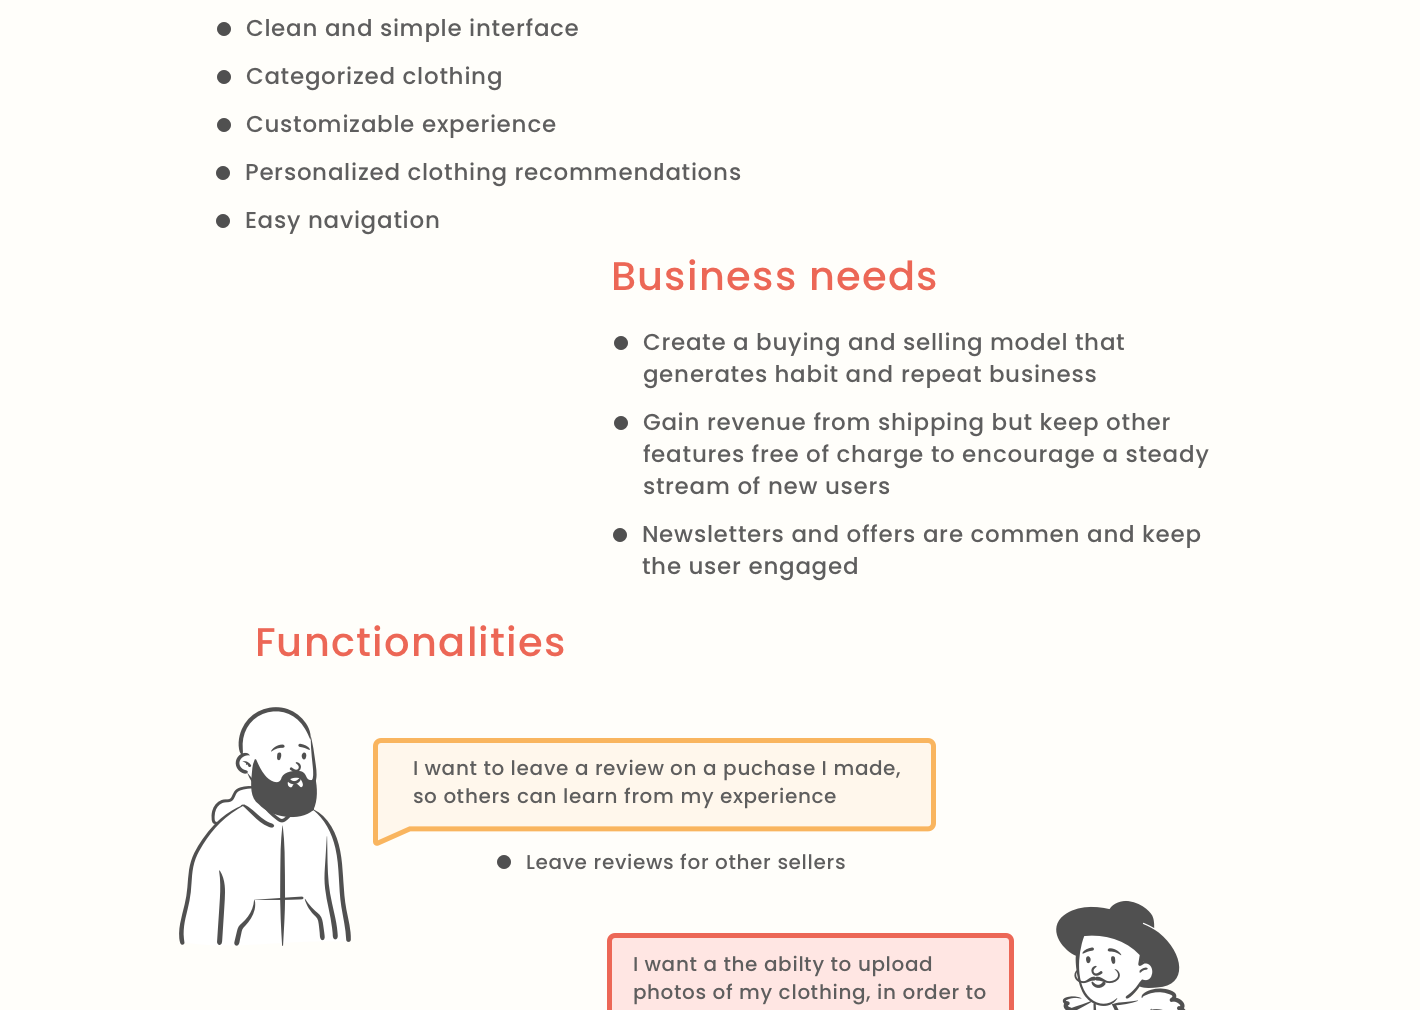 Clean and simple interface
Categorized clothing
Customizable experience
Personalized clothing recommendations
Easy navigation
Business needs
Create a buying and selling model that
generates habit and repeat business
Gain revenue from shipping but keep other
features free of charge to encourage a steady
stream of new users
Newsletters and offers are commen and keep
the user engaged
Functionalities
I want to leave a review on a puchase I made,
so others can learn from my experience
Leave reviews for other sellers
I want a the abilty to upload
photos of my clothing, in order to